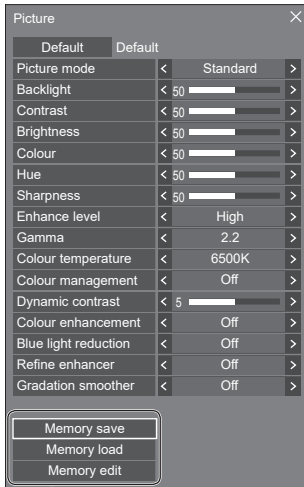 Picture
Default Default
Picture mode < Standard >
Backlight < 50 >
Contrast < 50 >
Brightness < 50 >
Colour < 50 >
Hue < 50 >
Sharpness < 50 >
Enhance level < High >
Gamma < 2.2 >
Colour temperature < 6500K >
Colour management < Off >
Dynamic contrast < 5 >
Colour enhancement < Off >
Blue light reduction < Off >
Refine enhancer < Off >
Gradation smoother < Off >
Memory save
Memory load
Memory edit